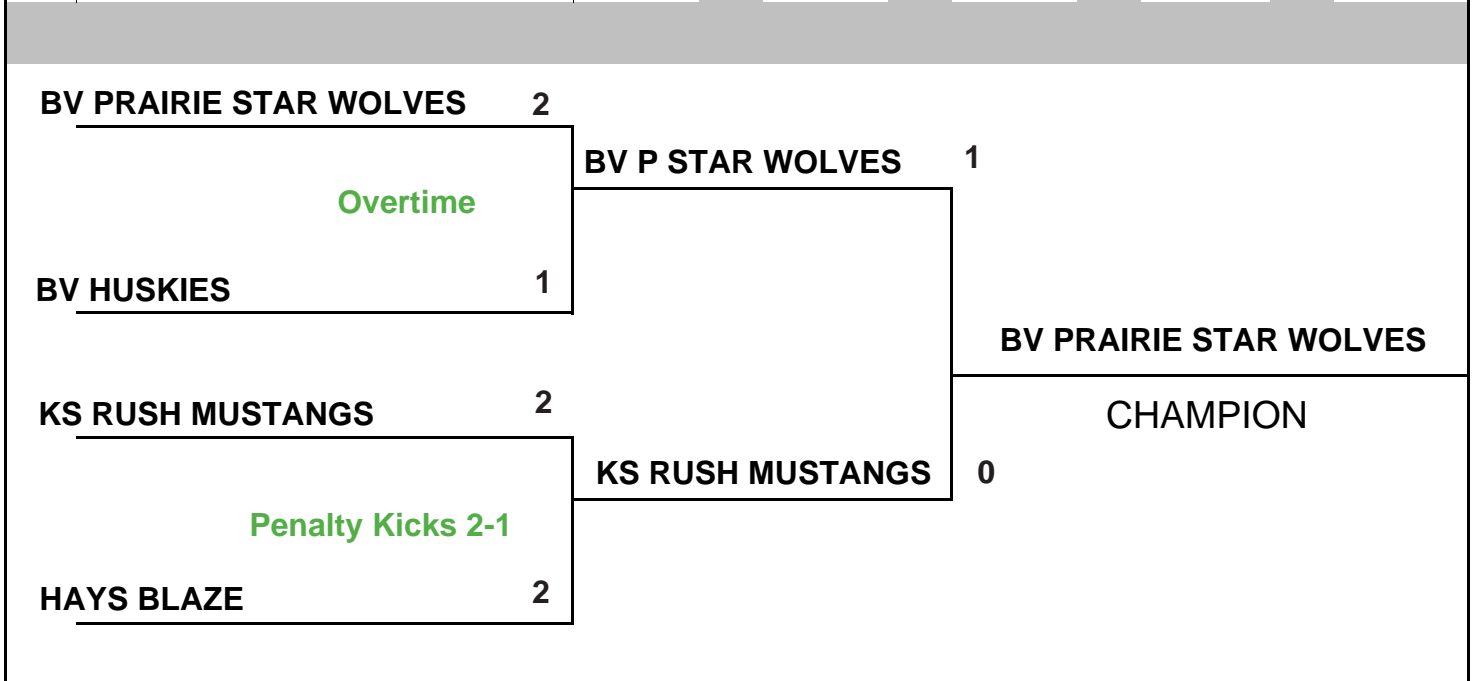 BV PRAIRIE STAR WOLVES 2
BV P STAR WOLVES 1
Overtime
BV HUSKIES 1
BV PRAIRIE STAR WOLVES
KS RUSH MUSTANGS 2
CHAMPION
KS RUSH MUSTANGS 0
Penalty Kicks 2-1
HAYS BLAZE 2